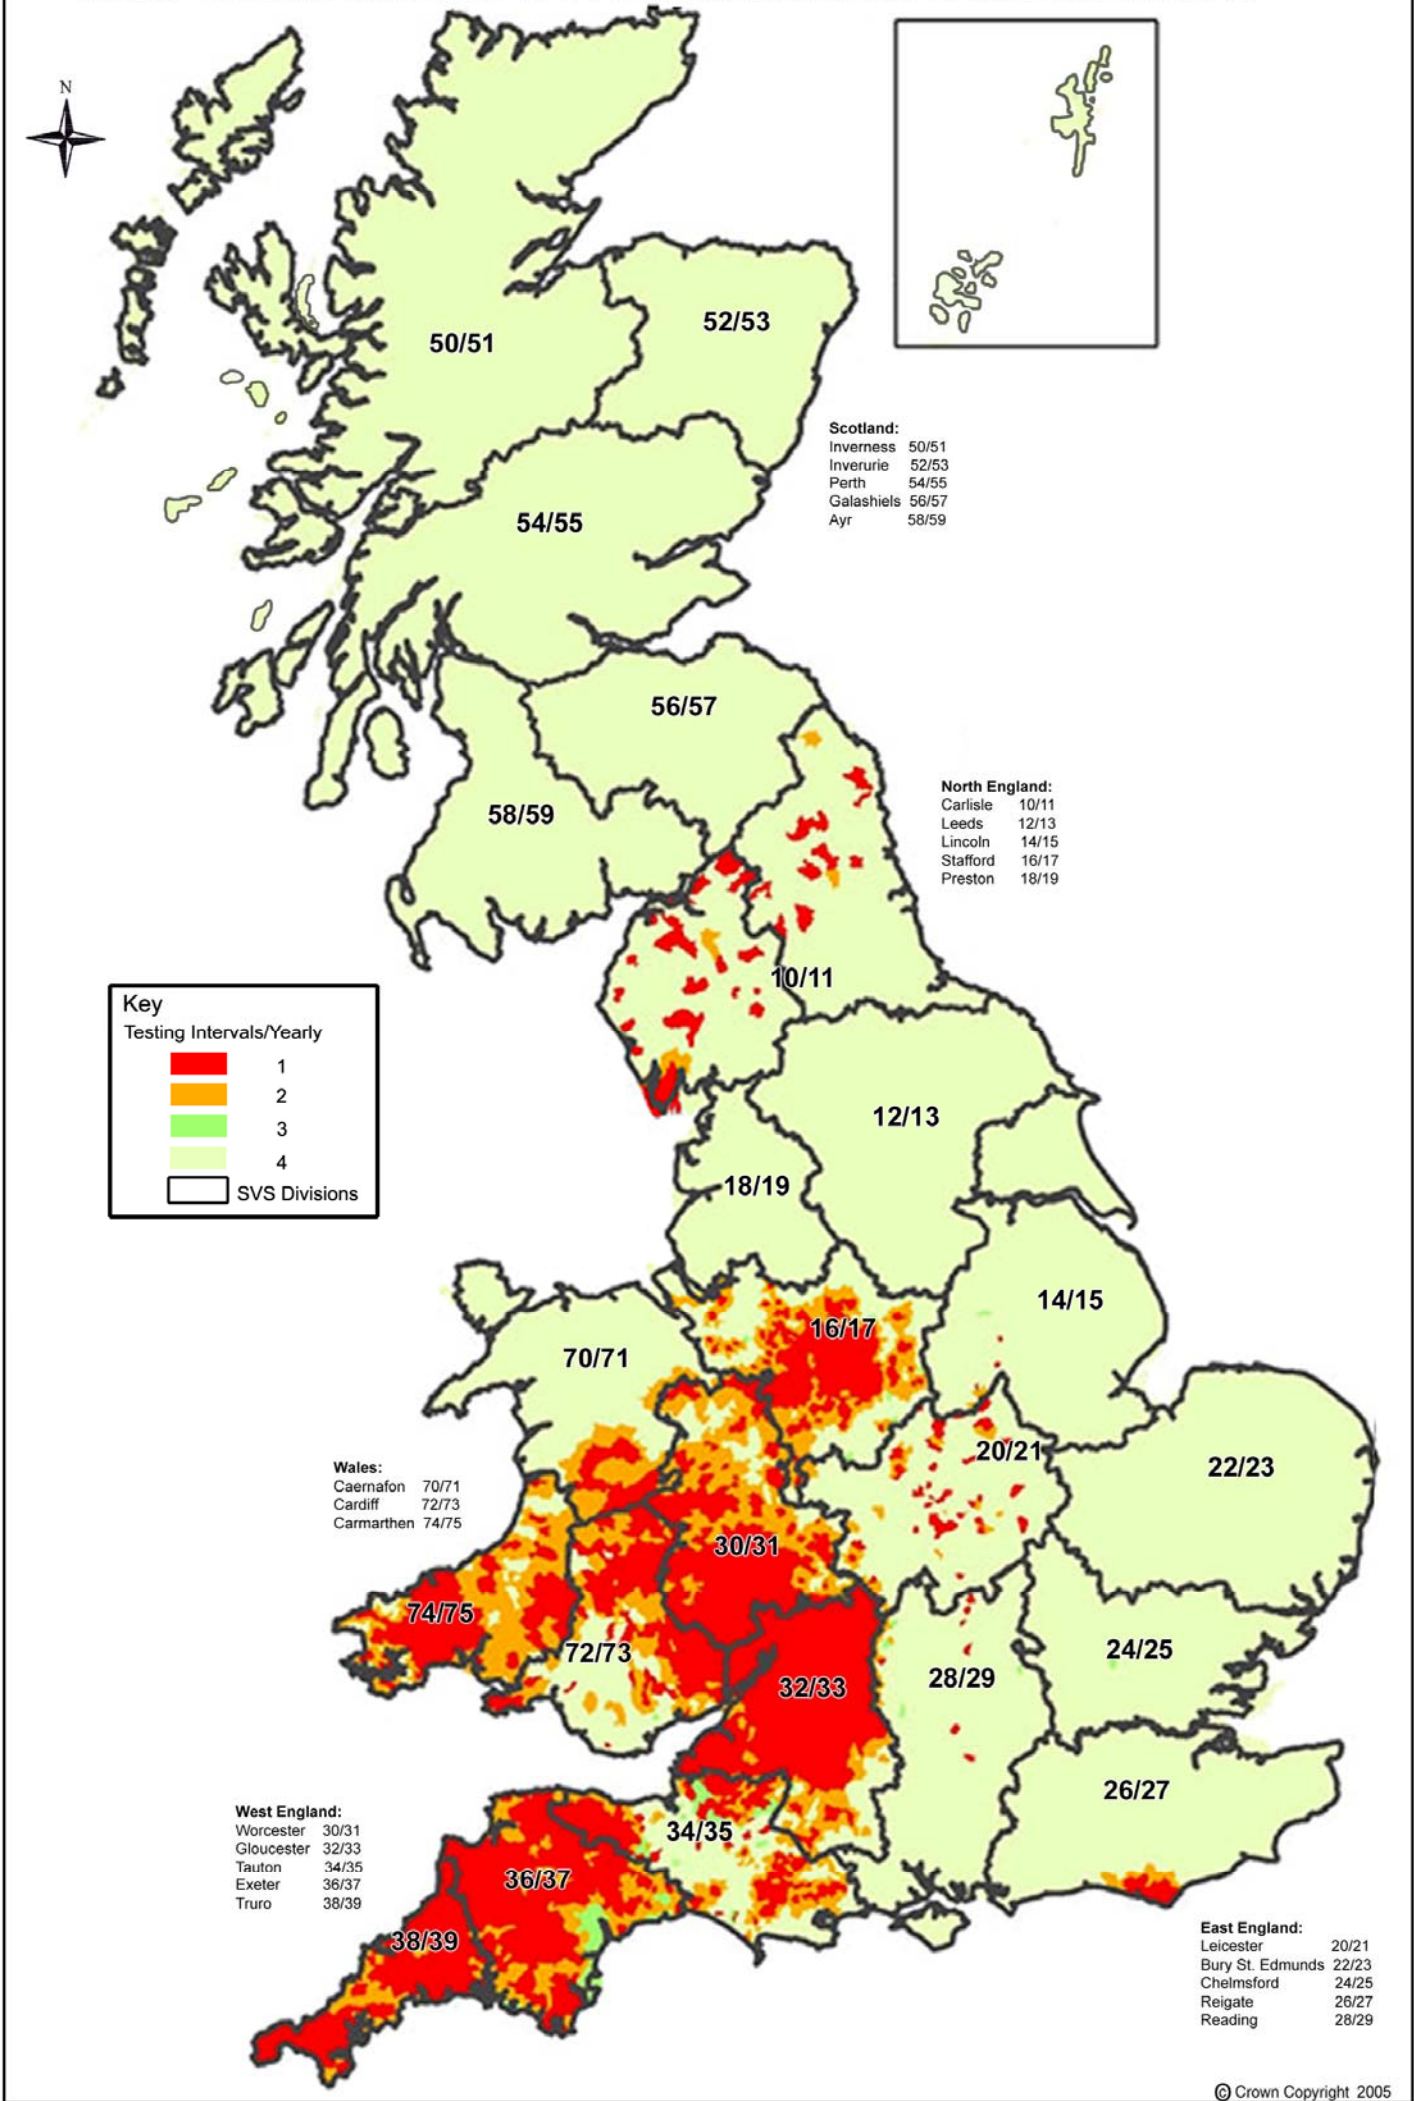 N
50/51
52/53
Scotland:
Inverness 50/51
Inverurie 52/53
Perth 54/55
Galashiels 56/57
Ayr 58/59
54/55
56/57
58/59
North England:
Carlisle 10/11
Leeds 12/13
Lincoln 14/15
Stafford 16/17
Preston 18/19
10/11
Key
Testing Intervals/Yearly
1
2
3
4
SVS Divisions
12/13
18/19
14/15
16/17
70/71
20/21
22/23
Wales:
Caernafon 70/71
Cardiff 72/73
Carmarthen 74/75
30/31
74/75
72/73
32/33
28/29
24/25
26/27
West England:
Worcester 30/31
Gloucester 32/33
Tauton 34/35
Exeter 36/37
Truro 38/39
34/35
36/37
38/39
East England:
Leicester 20/21
Bury St. Edmunds 22/23
Chelmsford 24/25
Reigate 26/27
Reading 28/29
© Crown Copyright 2005